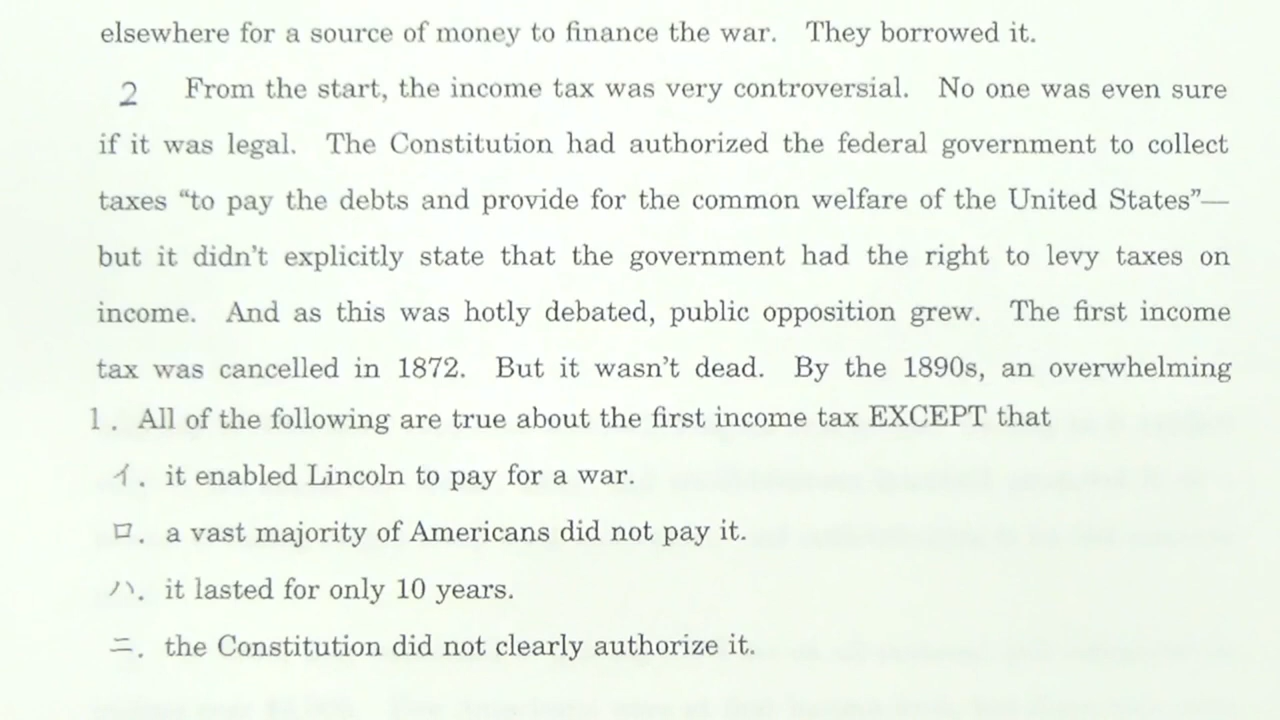 elsewhere for a source of money to finance the war. They borrowed it.
2 From the start, the income tax was very controversial. No one was even sure
if it was legal. The Constitution had authorized the federal government to collect
taxes “to pay the debts and provide for the common welfare of the United States”—
but it didn’t explicitly state that the government had the right to levy taxes on
income. And as this was hotly debated, public opposition grew. The first income
tax was cancelled in 1872. But it wasn’t dead. By the 1890s, an overwhelming
1. All of the following are true about the first income tax EXCEPT that
イ. it enabled Lincoln to pay for a war.
ロ. a vast majority of Americans did not pay it.
ハ. it lasted for only 10 years.
ニ. the Constitution did not clearly authorize it.